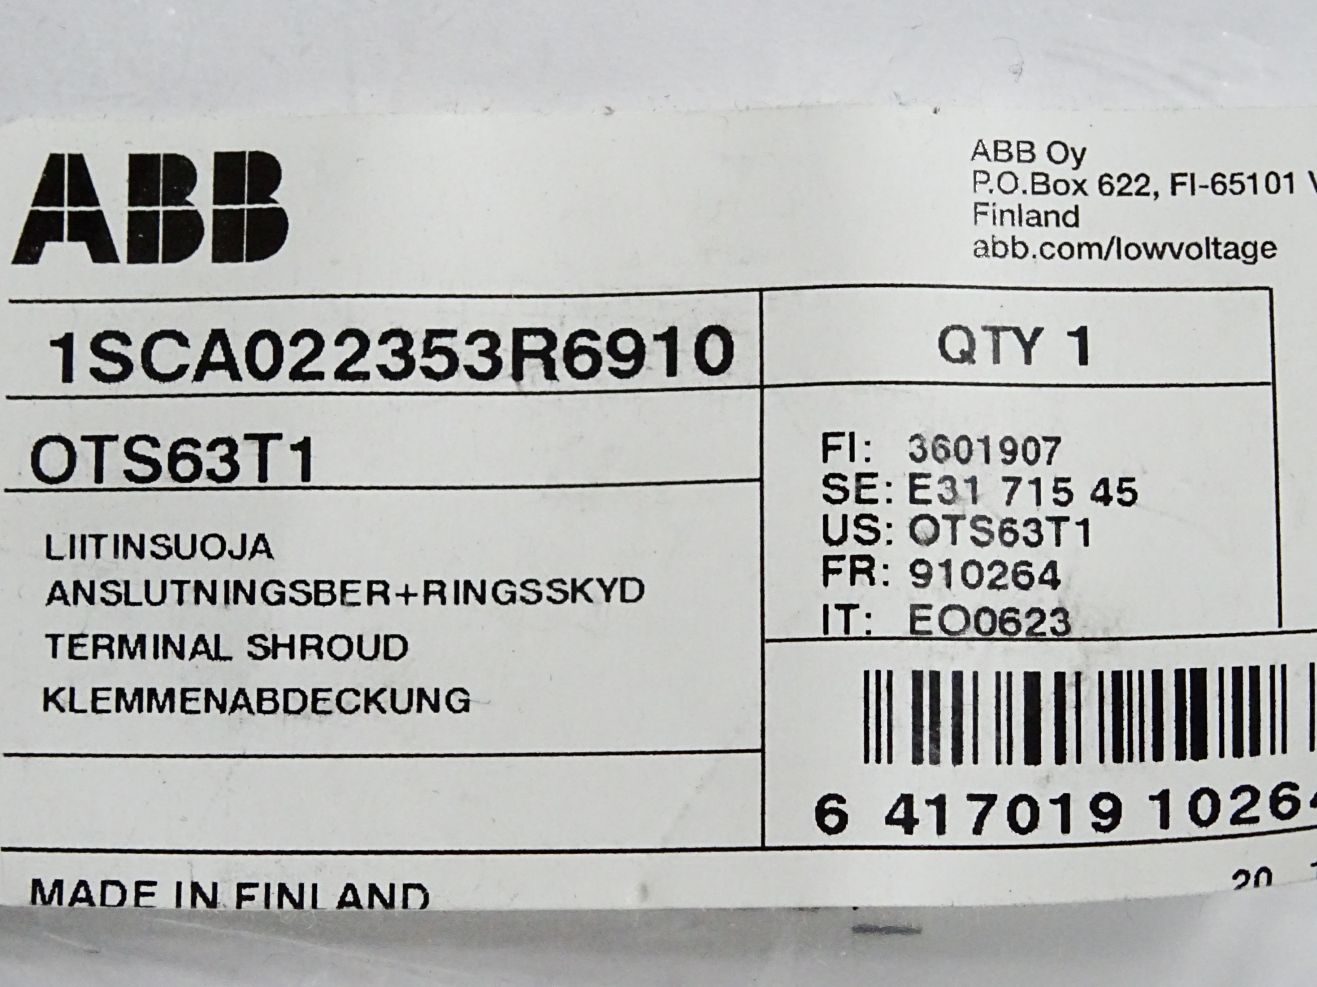 ABB
ABB Oy
P.O.Box 622, FI-65101
Finland
abb.com/lowvoltage
1SCA022353R6910
QTY 1
OTS63T1
FI: 3601907
SE: E31 715 45
US: OTS63T1
FR: 910264
IT: EO0623
LIITINSUOJA
ANSLUTNINGSBER+RINGSSKYD
TERMINAL SHROUD
KLEMMENABDECKUNG
6 417019 10264
MADE IN FINLAND
20